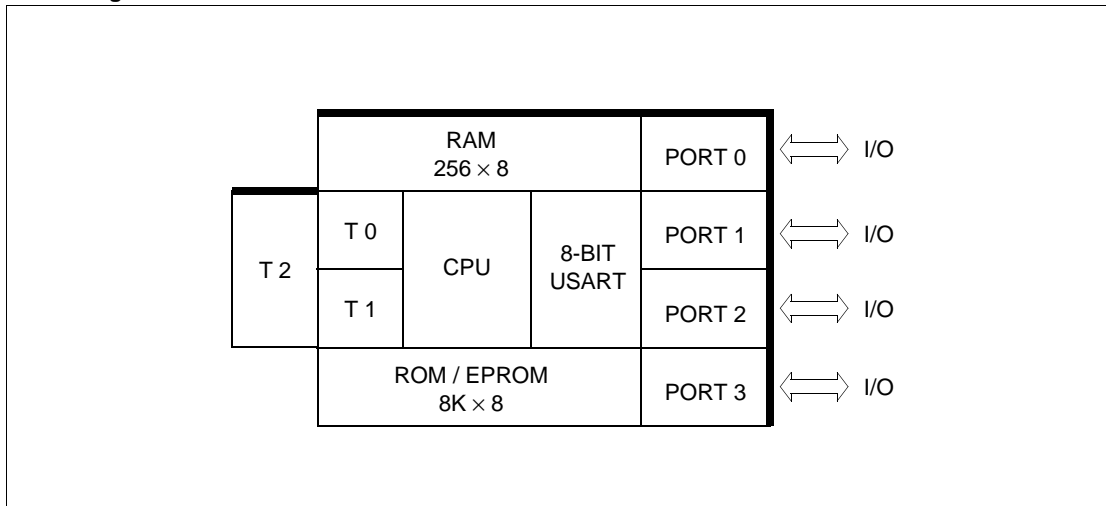 RAM
256 × 8
PORT 0
I/O
T 2
T 0
T 1
CPU
8-BIT
USART
PORT 1
I/O
PORT 2
I/O
ROM / EPROM
8K × 8
PORT 3
I/O